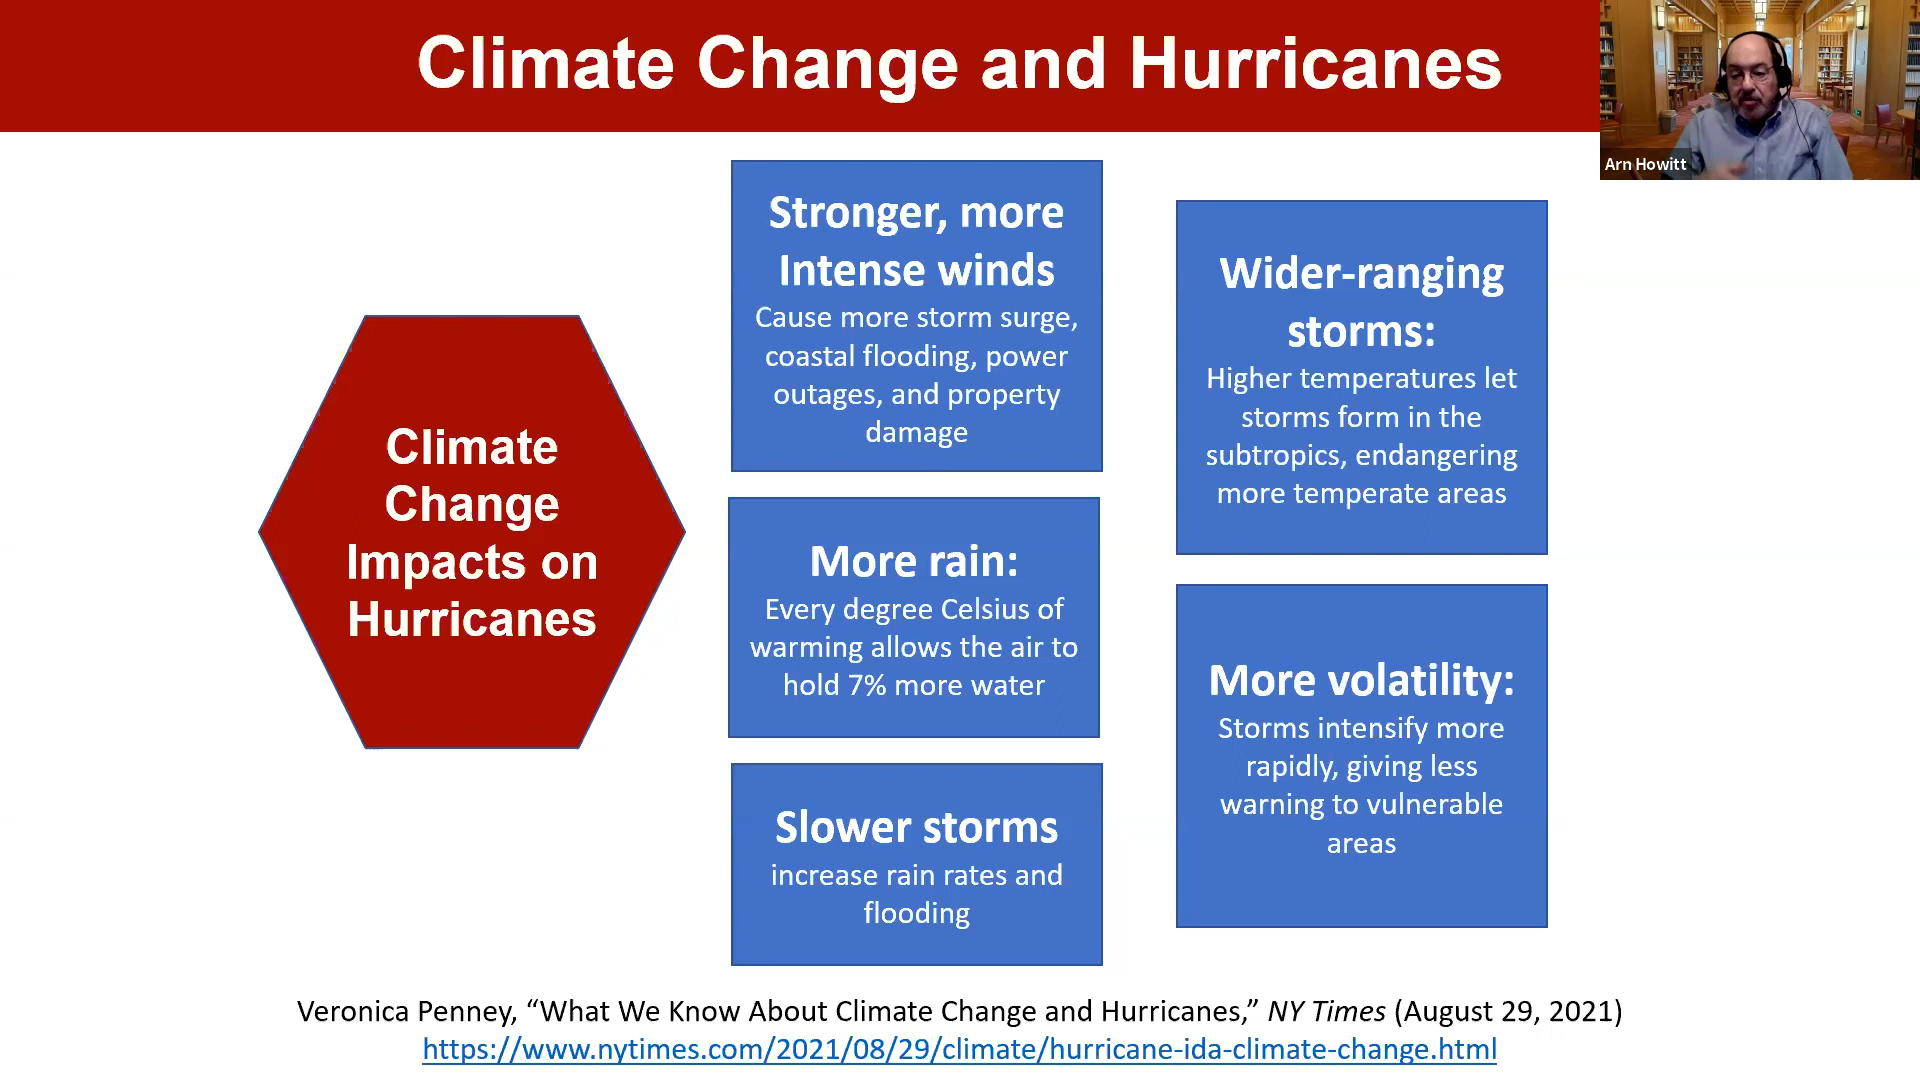 Climate Change and Hurricanes
Arn Howitt
Climate
Change
Impacts on
Hurricanes
Stronger, more
Intense winds
Cause more storm surge,
coastal flooding, power
outages, and property
damage
More rain:
Every degree Celsius of
warming allows the air to
hold 7% more water
Slower storms
increase rain rates and
flooding
Wider-ranging
storms:
Higher temperatures let
storms form in the
subtropics, endangering
more temperate areas
More volatility:
Storms intensify more
rapidly, giving less
warning to vulnerable
areas
Veronica Penney, “What We Know About Climate Change and Hurricanes,” NY Times (August 29, 2021)
https://www.nytimes.com/2021/08/29/climate/hurricane-ida-climate-change.html